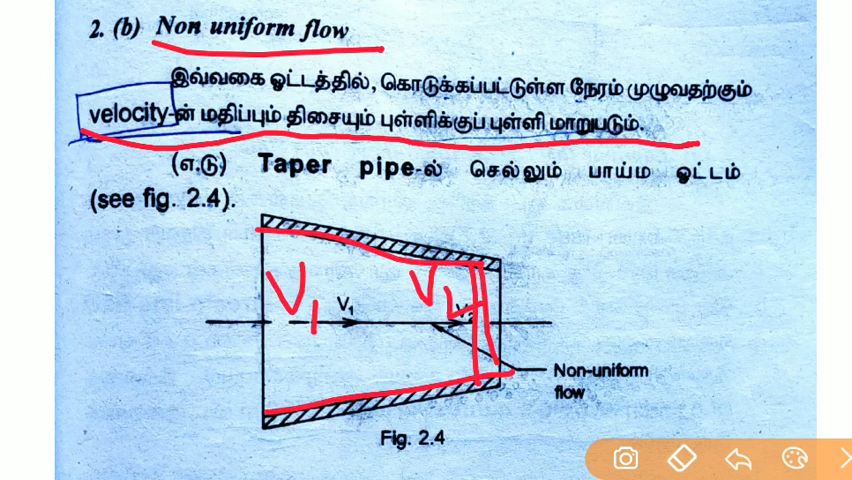 2. (b) Non uniform flow
இவ்வகை ஓட்டத்தில், கொடுக்கப்பட்டுள்ள நேரம் முழுவதற்கும்
velocity-ன் மதிப்பும் திசையும் புள்ளிக்குப் புள்ளி மாறுபடும்.
(எ.டு) Taper pipe-ல் செல்லும் பாய்ம ஓட்டம்
(see fig. 2.4).
V1 V2
V₁ V₂
Non-uniform
flow
Fig. 2.4